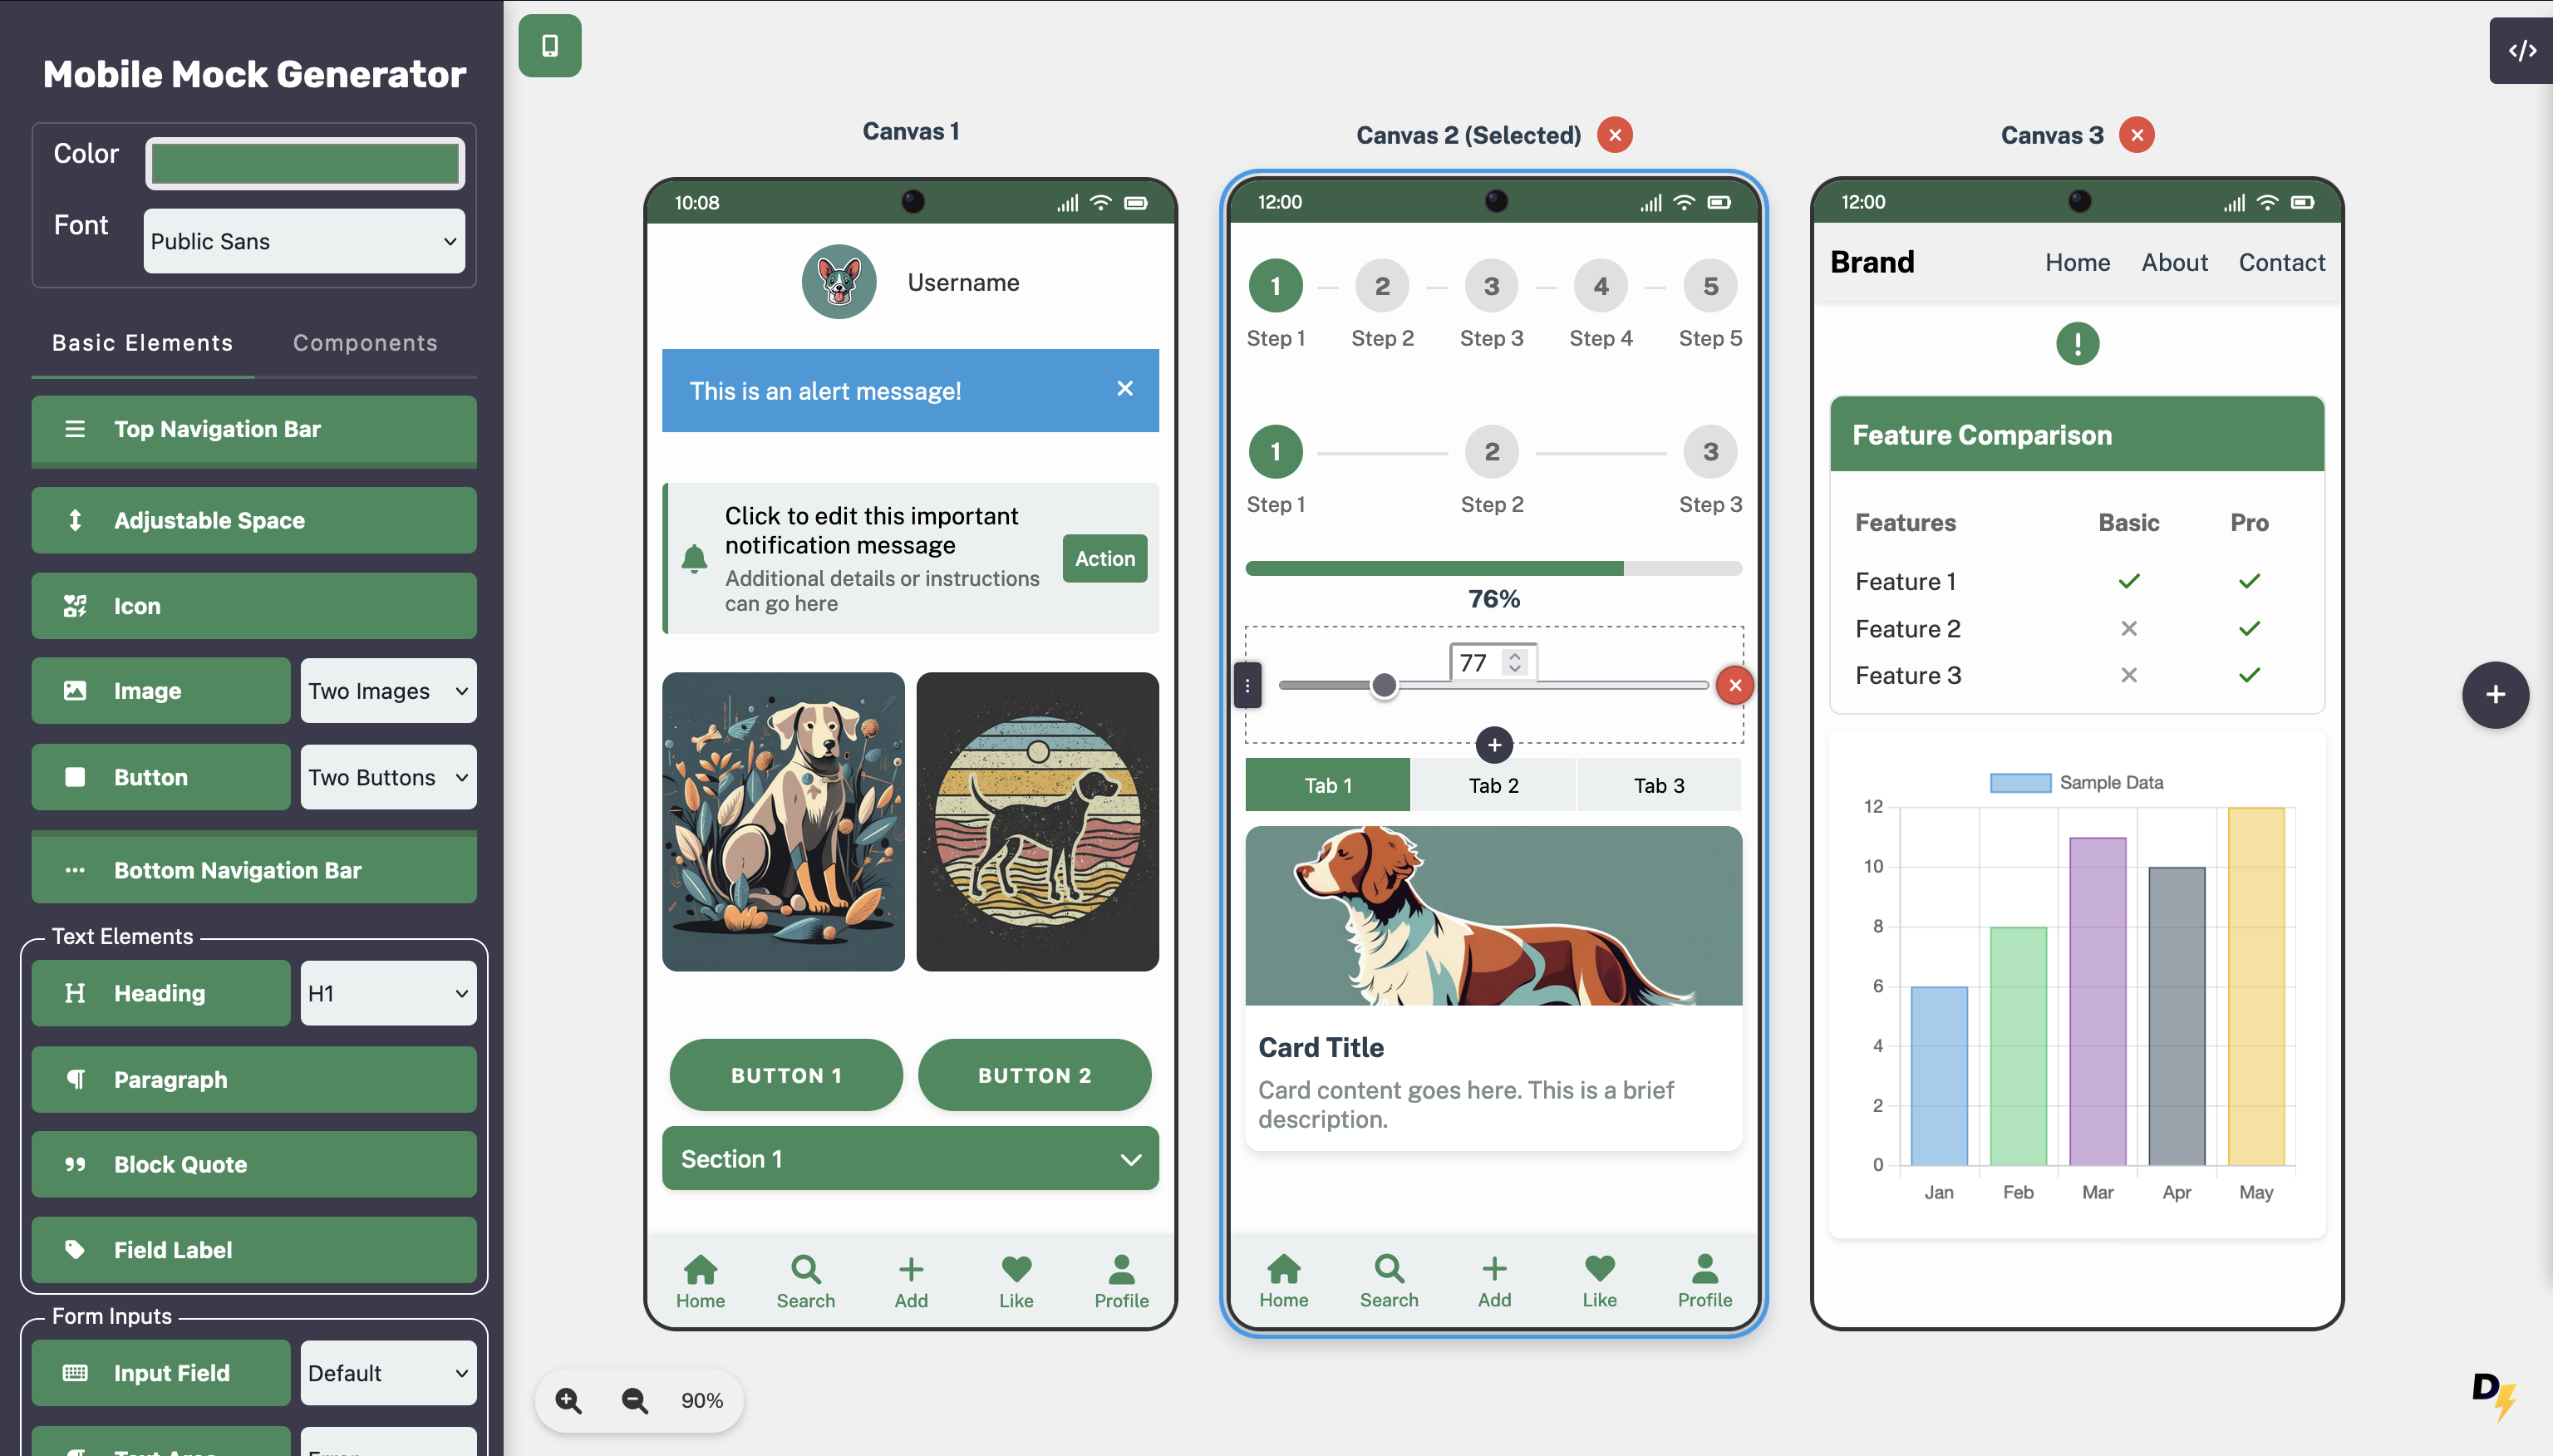 Mobile Mock Generator
Color
Font
Public Sans
Basic Elements
Components
Top Navigation Bar
Adjustable Space
Icon
Image
Two Images
Button
Two Buttons
Bottom Navigation Bar
Text Elements
Heading
H1
Paragraph
Block Quote
Field Label
Form Inputs
Input Field
Default
</>
Canvas 1
10:08
Username
This is an alert message!
Click to edit this important
notification message
Additional details or instructions
can go here
Action
BUTTON 1
BUTTON 2
Section 1
Home
Search
Add
Like
Profile
Canvas 2 (Selected)
12:00
1
2
3
4
5
Step 1
Step 2
Step 3
Step 4
Step 5
1
2
3
Step 1
Step 2
Step 3
76%
77
Tab 1
Tab 2
Tab 3
Card Title
Card content goes here. This is a brief
description.
Home
Search
Add
Like
Profile
Canvas 3
12:00
Brand
Home
About
Contact
Feature Comparison
Features Basic Pro
Feature 1
Feature 2
Feature 3
Sample Data
12
10
8
6
4
2
0
Jan
Feb
Mar
Apr
May
90%
D